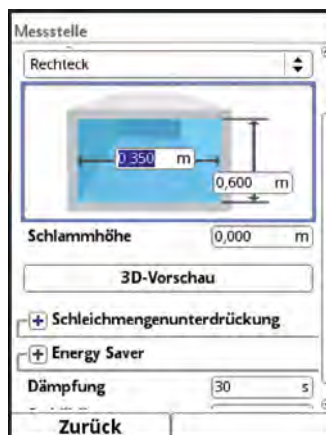 Messstelle
Rechteck
0,350 m
0,600 m
Schlammhöhe 0,000 m
3D-Vorschau
Schleichmengenunterdrückung
Energy Saver
Dämpfung 30 s
Zurück